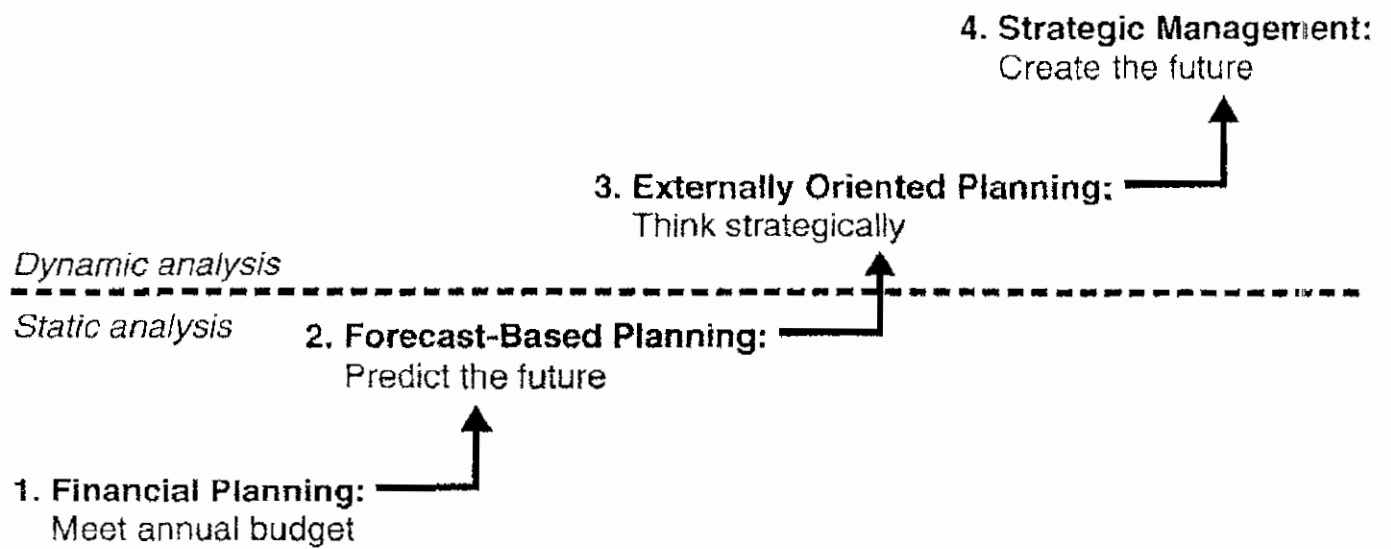 4. Strategic Management:
Create the future
3. Externally Oriented Planning:
Think strategically
Dynamic analysis
Static analysis
2. Forecast-Based Planning:
Predict the future
1. Financial Planning:
Meet annual budget